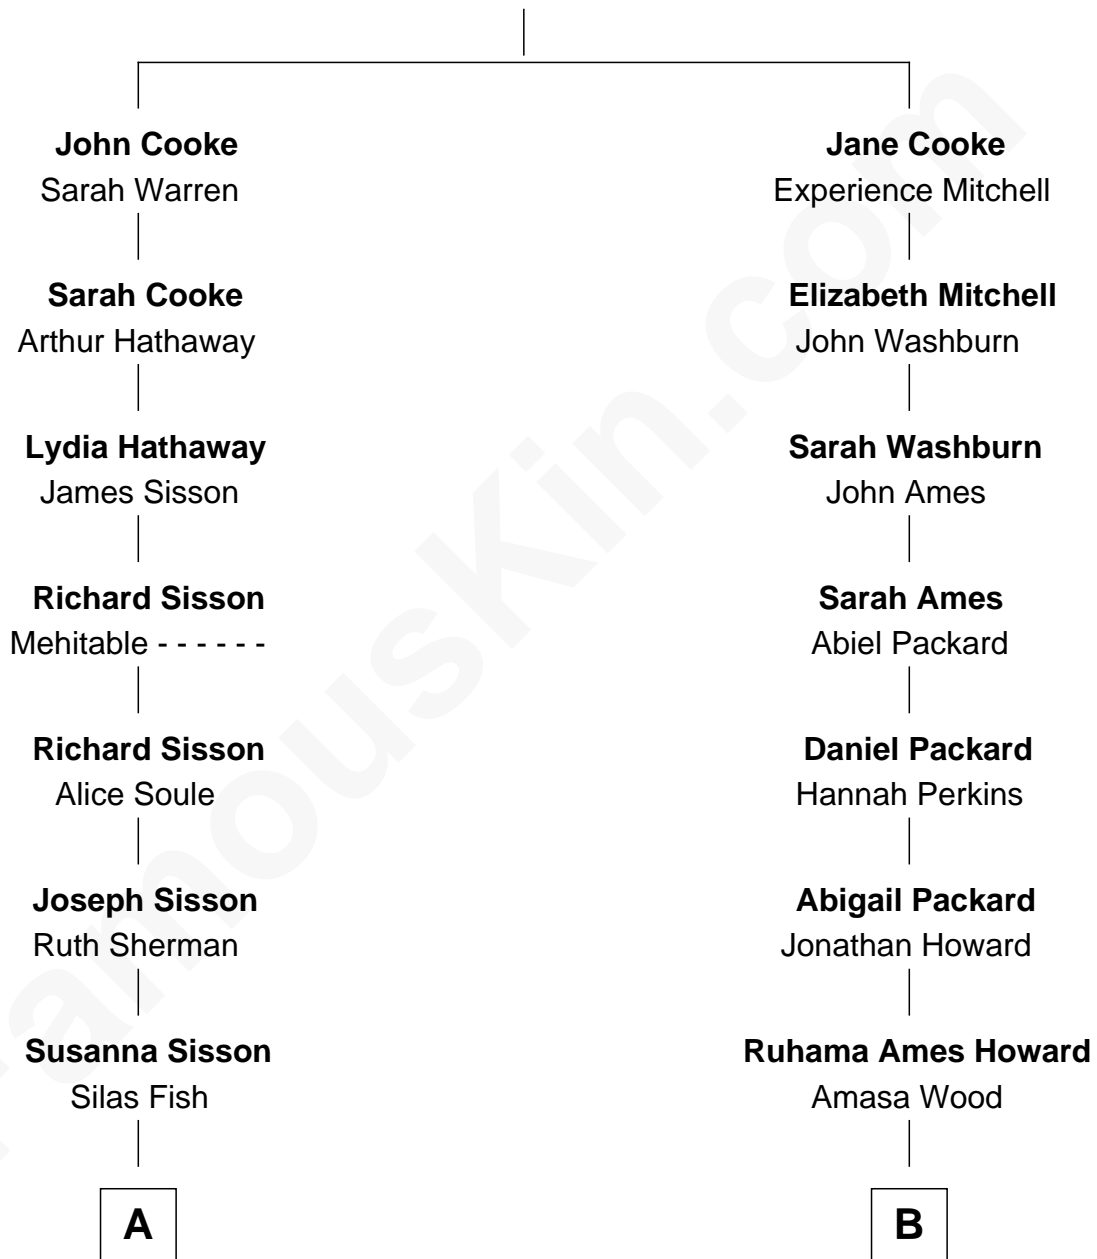 John Cooke
Sarah Warren
Sarah Cooke
Arthur Hathaway
Lydia Hathaway
James Sisson
Richard Sisson
Mehitable - - - - - -
Richard Sisson
Alice Soule
Joseph Sisson
Ruth Sherman
Susanna Sisson
Silas Fish
A
Jane Cooke
Experience Mitchell
Elizabeth Mitchell
John Washburn
Sarah Washburn
John Ames
Sarah Ames
Abiel Packard
Daniel Packard
Hannah Perkins
Abigail Packard
Jonathan Howard
Ruhama Ames Howard
Amasa Wood
B
FamousKin.com